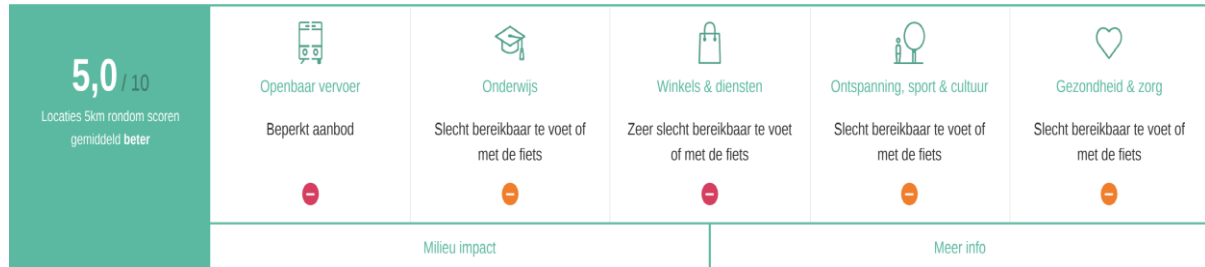 5,0 / 10
Locaties 5km rondom scoren
gemiddeld beter
Openbaar vervoer
Beperkt aanbod
Onderwijs
Slecht bereikbaar te voet of
met de fiets
Winkels & diensten
Zeer slecht bereikbaar te voet
of met de fiets
Ontspanning, sport & cultuur
Slecht bereikbaar te voet of
met de fiets
Gezondheid & zorg
Slecht bereikbaar te voet of
met de fiets
Milieu impact
Meer info